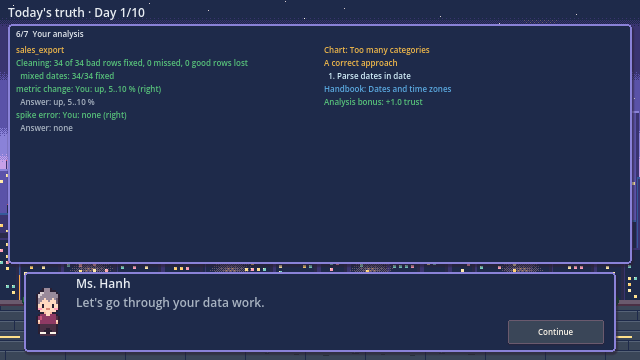 Today's truth · Day 1/10
6/7 Your analysis
sales_export
Cleaning: 34 of 34 bad rows fixed, 0 missed, 0 good rows lost
mixed dates: 34/34 fixed
metric change: You: up, 5..10 % (right)
Answer: up, 5..10 %
spike error: You: none (right)
Answer: none
Chart: Too many categories
A correct approach
1. Parse dates in date
Handbook: Dates and time zones
Analysis bonus: +1.0 trust
Ms. Hanh
Let's go through your data work.
Continue